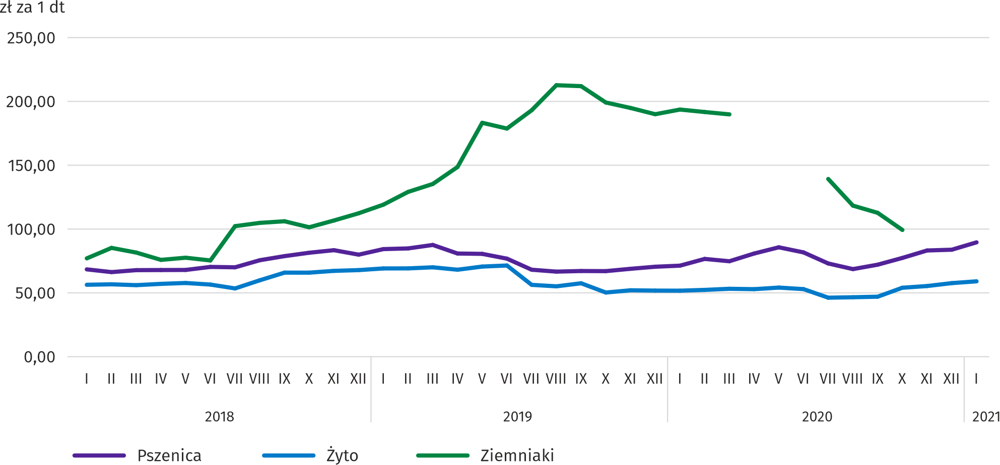 zł za 1 dt
250,00
200,00
150,00
100,00
50,00
0,00
I II III IV V VI VII VIII IX X XI XII I II III IV V VI VII VIII IX X XI XII I II III IV V VI VII VIII IX X XI XII I
2018 2019 2020 2021
Pszenica Żyto Ziemniaki